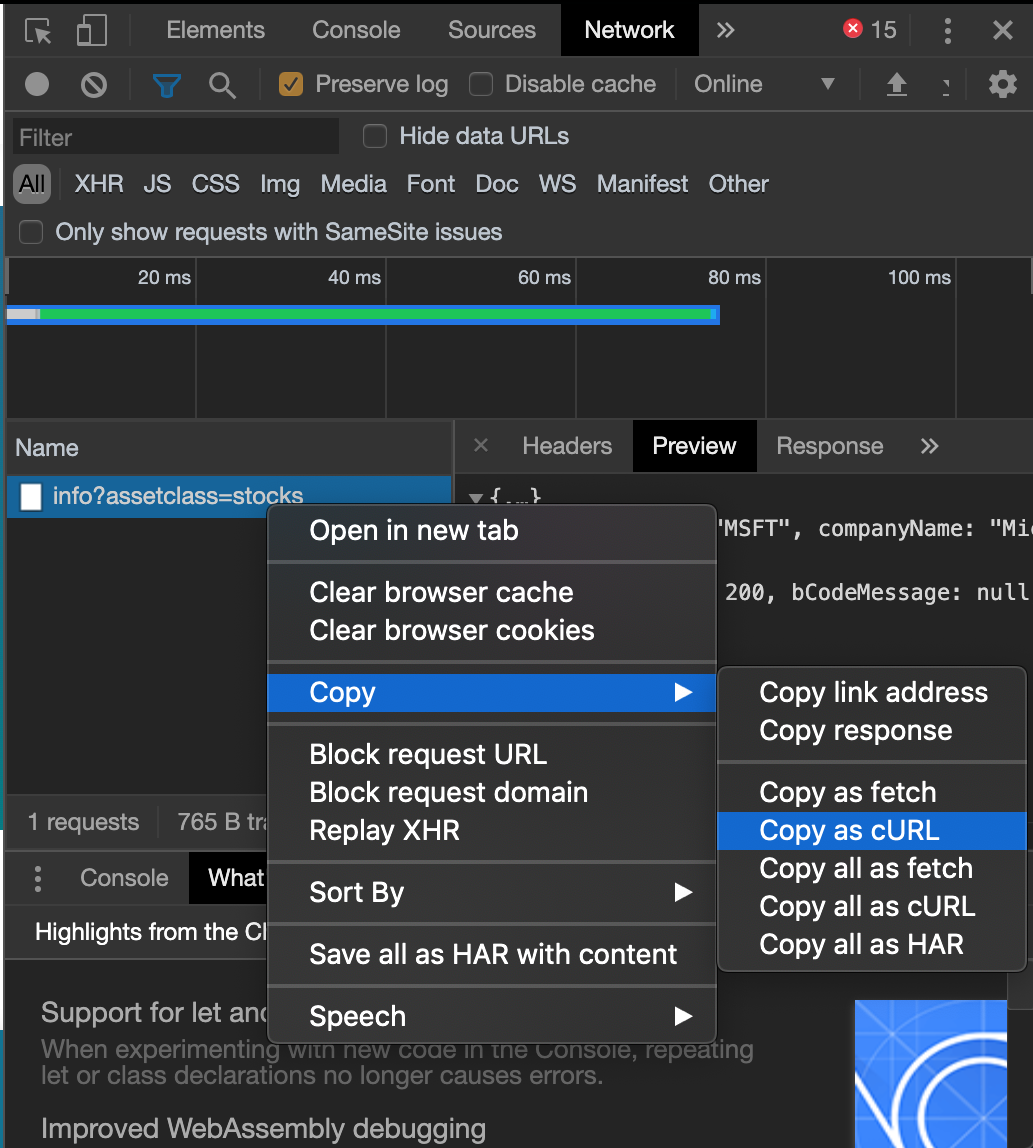 Elements Console Sources Network 15
Preserve log Disable cache Online
Filter Hide data URLs
All XHR JS CSS Img Media Font Doc WS Manifest Other
Only show requests with SameSite issues
20 ms 40 ms 60 ms 80 ms 100 ms
Name Headers Preview Response
info?assetclass=stocks
{…}
"MSFT", companyName: "Mic
200, bCodeMessage: null
Open in new tab
Clear browser cache
Clear browser cookies
Copy
Block request URL
Block request domain
Replay XHR
Sort By
Save all as HAR with content
Speech
Copy link address
Copy response
Copy as fetch
Copy as cURL
Copy all as fetch
Copy all as cURL
Copy all as HAR
1 requests 765 B tra
Console What
Highlights from the Ch
Support for let and
When experimenting with new code in the Console, repeating
let or class declarations no longer causes errors.
Improved WebAssembly debugging